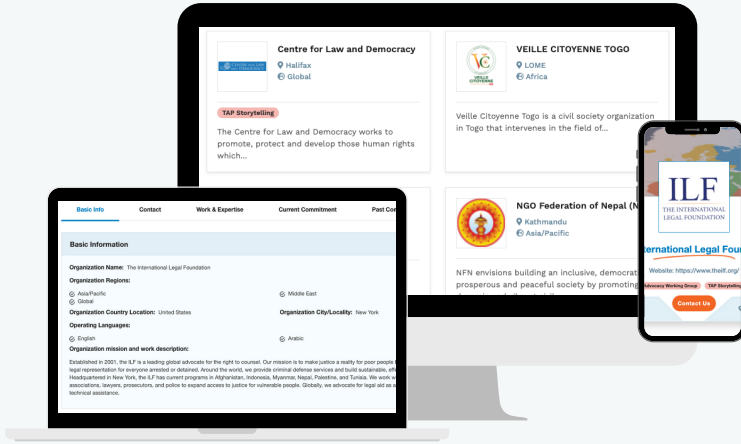 Centre for Law and Democracy
Halifax
Global
TAP Storytelling
The Centre for Law and Democracy works to
promote, protect and develop those human rights
which...
VEILLE CITOYENNE TOGO
LOME
Africa
VEILLE
CITOYENNE
Veille Citoyenne Togo is a civil society organization
in Togo that intervenes in the field of...
NGO Federation of Nepal (N
Kathmandu
Asia/Pacific
NFN envisions building an inclusive, democrat
prosperous and peaceful society by promoting
Basic Info
Contact
Work & Expertise
Current Commitment
Past Con
Basic Information
Organization Name: The International Legal Foundation
Organization Regions:
Asia/Pacific
Middle East
Global
Organization Country Location: United States
Organization City/Locality: New York
Operating Languages:
English
Arabic
Organization mission and work description:
Established in 2001, the ILF is a leading global advocate for the right to counsel. Our mission is to make justice a reality for poor people
legal representation for everyone arrested or detained. Around the world, we provide criminal defense services and build sustainable, eff
Headquartered in New York, the ILF has current programs in Afghanistan, Indonesia, Myanmar, Nepal, Palestine, and Tunisia. We work w
associations, lawyers, prosecutors, and police to expand access to justice for vulnerable people. Globally, we advocate for legal aid as a
technical assistance.
ILF
THE INTERNATIONAL
LEGAL FOUNDATION
ternational Legal Four
Website: https://www.theilf.org/
dvocacy Working Group
TAP Storytelling
Contact Us